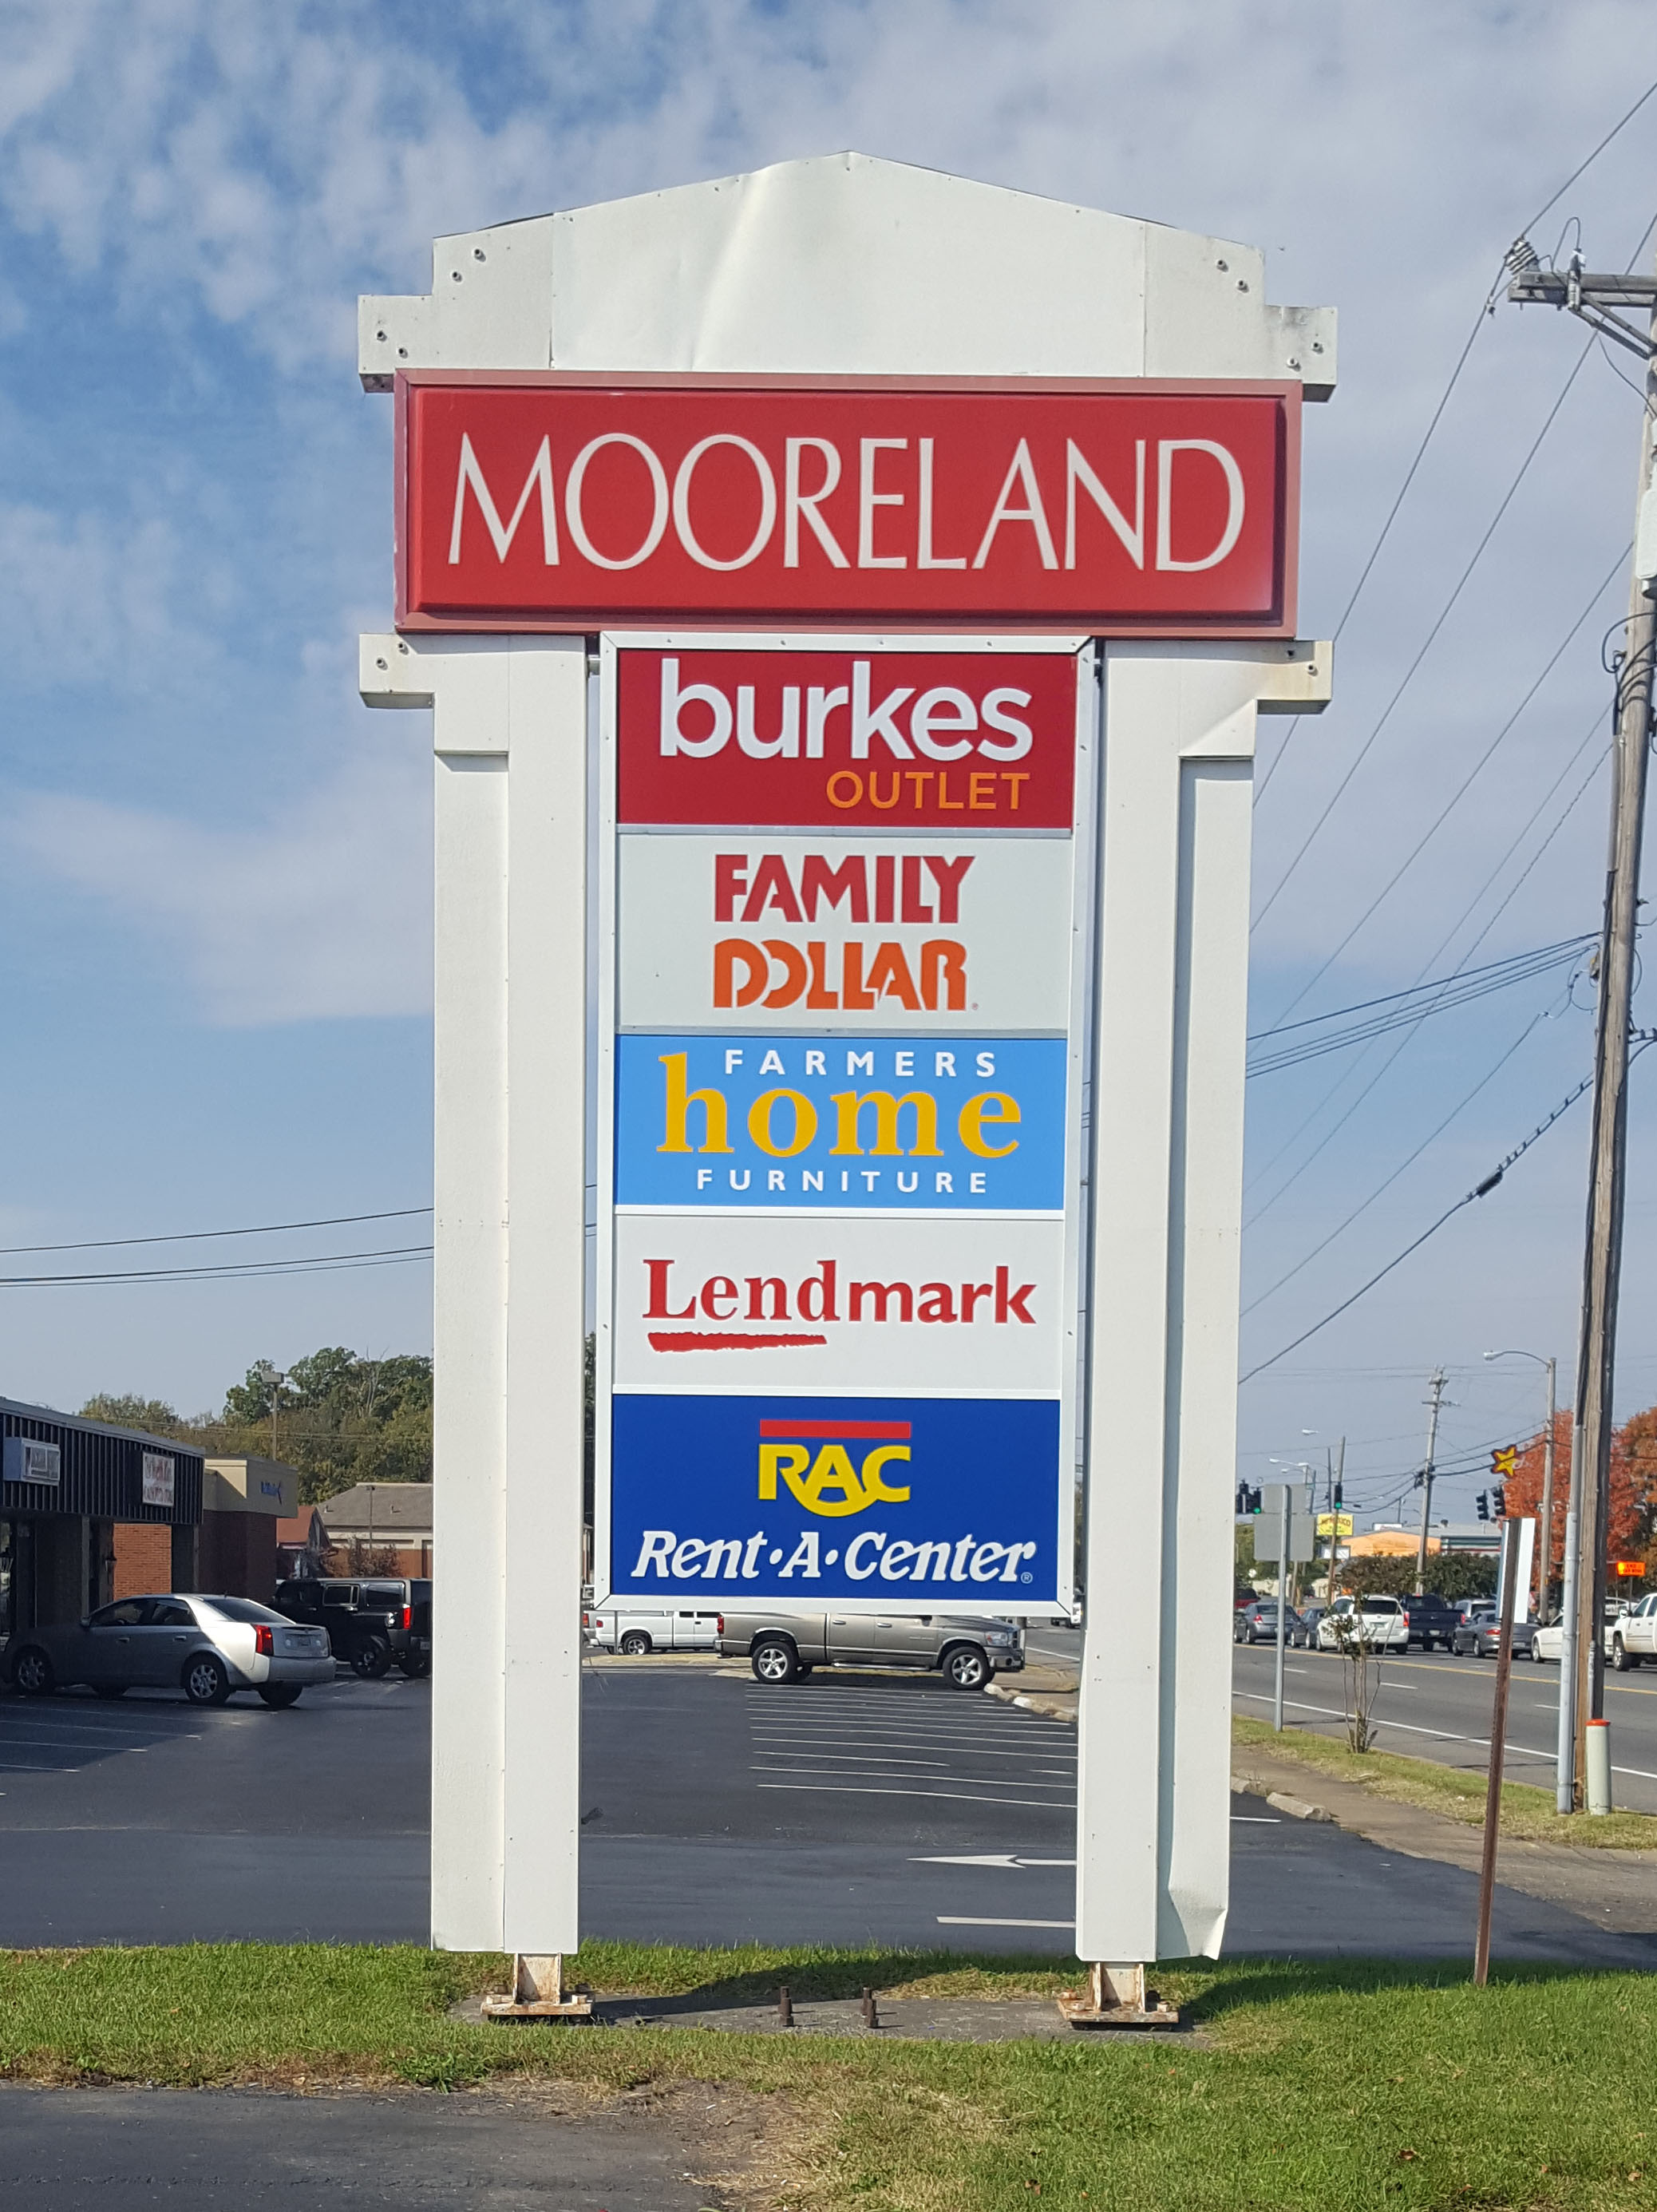 MOORELAND
burkes
OUTLET
FAMILY
DOLLAR
FARMERS
home
FURNITURE
Lendmark
RAC
Rent·A·Center®